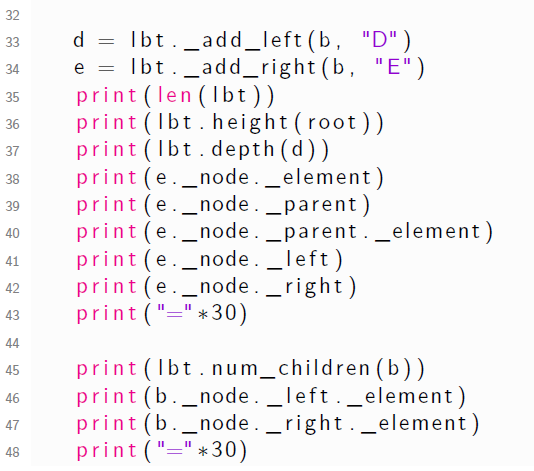 32
33 d = lbt._add_left(b, "D")
34 e = lbt._add_right(b, "E")
35 print(len(lbt))
36 print(lbt.height(root))
37 print(lbt.depth(d))
38 print(e._node._element)
39 print(e._node._parent)
40 print(e._node._parent._element)
41 print(e._node._left)
42 print(e._node._right)
43 print("="*30)
44
45 print(lbt.num_children(b))
46 print(b._node._left._element)
47 print(b._node._right._element)
48 print("="*30)